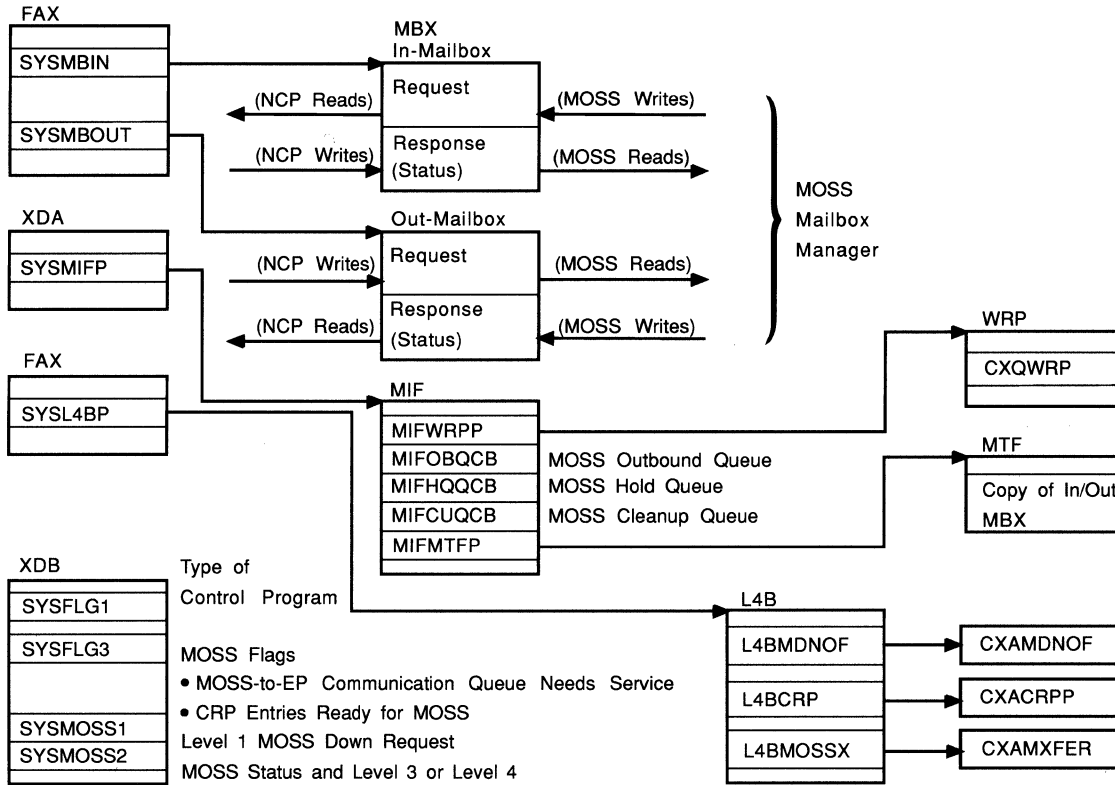 FAX
SYSMBIN
SYSMBOUT
MBX
In-Mailbox
Request
(NCP Reads)
(MOSS Writes)
Response
(Status)
(NCP Writes)
(MOSS Reads)
Out-Mailbox
Request
(NCP Writes)
(MOSS Reads)
Response
(Status)
(NCP Reads)
(MOSS Writes)
MOSS
Mailbox
Manager
XDA
SYSMIFP
FAX
SYSL4BP
MIF
MIFWRPP
MIFOBQCB MOSS Outbound Queue
MIFHQQCB MOSS Hold Queue
MIFCUQCB MOSS Cleanup Queue
MIFMTFP
WRP
CXQWRP
MTF
Copy of In/Out
MBX
XDB
SYSFLG1
SYSFLG3
SYSMOSS1
SYSMOSS2
Type of
Control Program
MOSS Flags
• MOSS-to-EP Communication Queue Needs Service
• CRP Entries Ready for MOSS
Level 1 MOSS Down Request
MOSS Status and Level 3 or Level 4
L4B
L4BMDNOF
L4BCRP
L4BMOSSX
CXAMDNOF
CXACRPP
CXAMXFER